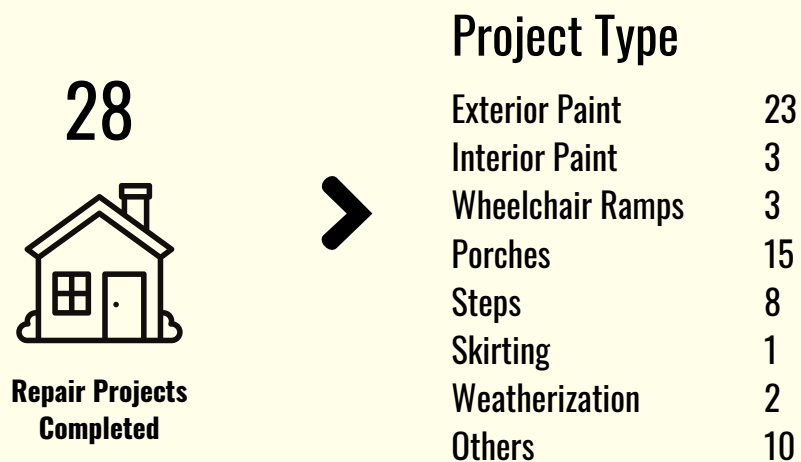 28
Repair Projects
Completed
Project Type
Exterior Paint 23
Interior Paint 3
Wheelchair Ramps 3
Porches 15
Steps 8
Skirting 1
Weatherization 2
Others 10